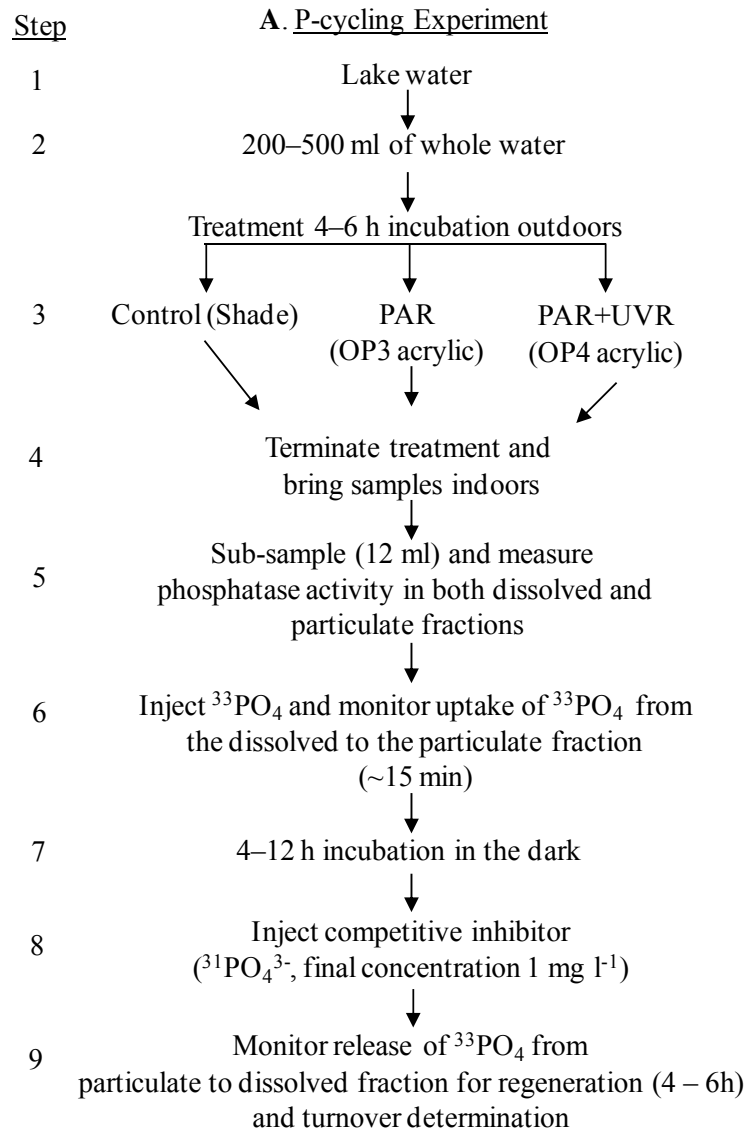 Step
A. P-cycling Experiment
1
Lake water
2
200–500 ml of whole water
Treatment 4–6 h incubation outdoors
3
Control (Shade)
PAR
(OP3 acrylic)
PAR+UVR
(OP4 acrylic)
4
Terminate treatment and
bring samples indoors
5
Sub-sample (12 ml) and measure
phosphatase activity in both dissolved and
particulate fractions
6
Inject ³³PO₄ and monitor uptake of ³³PO₄ from
the dissolved to the particulate fraction
(~15 min)
7
4–12 h incubation in the dark
8
Inject competitive inhibitor
(³¹PO₄³⁻, final concentration 1 mg l⁻¹)
9
Monitor release of ³³PO₄ from
particulate to dissolved fraction for regeneration (4 – 6h)
and turnover determination